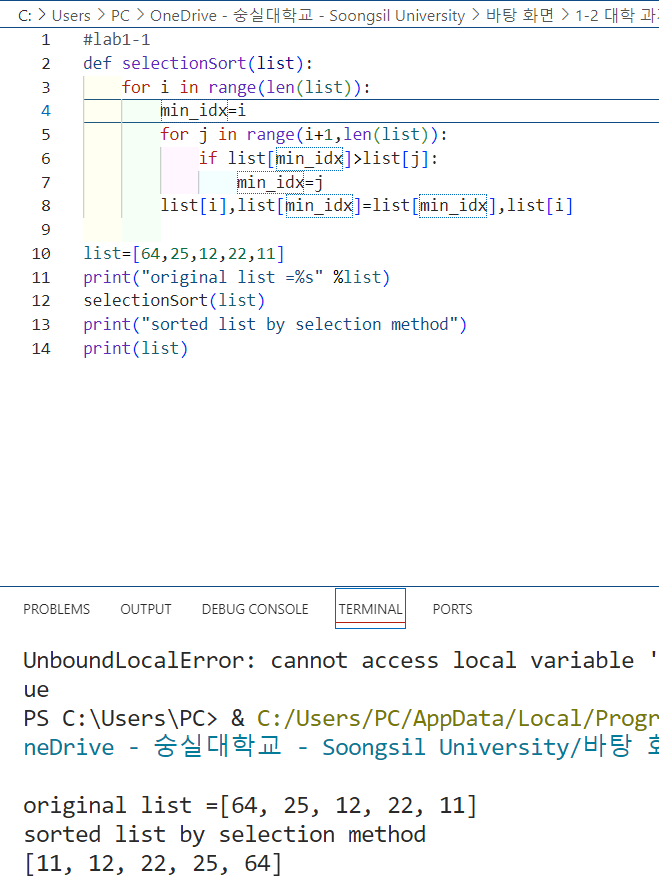 C: > Users > PC > OneDrive - 숭실대학교 - Soongsil University > 바탕 화면 > 1-2 대학
1 #lab1-1
2 def selectionSort(list):
3     for i in range(len(list)):
4         min_idx=i
5         for j in range(i+1,len(list)):
6             if list[min_idx]>list[j]:
7                 min_idx=j
8         list[i],list[min_idx]=list[min_idx],list[i]
9
10 list=[64,25,12,22,11]
11 print("original list =%s" %list)
12 selectionSort(list)
13 print("sorted list by selection method")
14 print(list)
PROBLEMS OUTPUT DEBUG CONSOLE TERMINAL PORTS
UnboundLocalError: cannot access local variable '
ue
PS C:\Users\PC> & C:/Users/PC/AppData/Local/Progr
neDrive - 숭실대학교 - Soongsil University/바탕
original list =[64, 25, 12, 22, 11]
sorted list by selection method
[11, 12, 22, 25, 64]